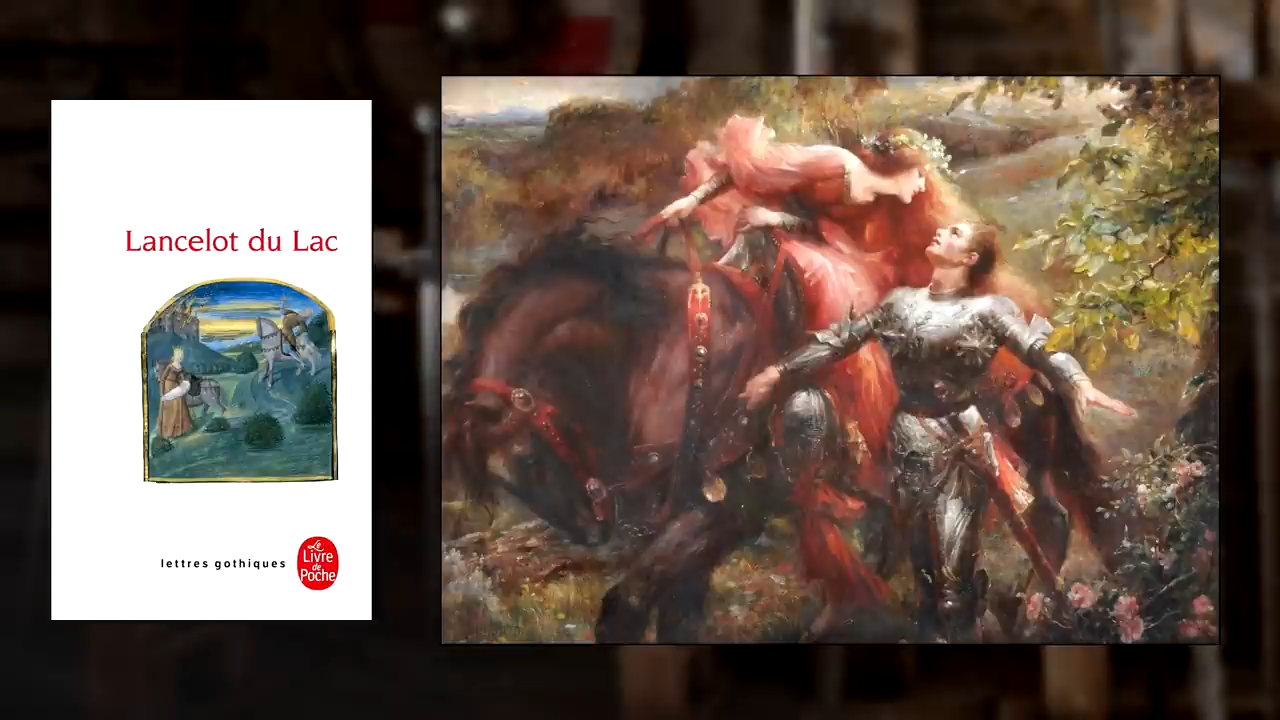 Lancelot du Lac
lettres gothiques
Le
Livre
de
Poche